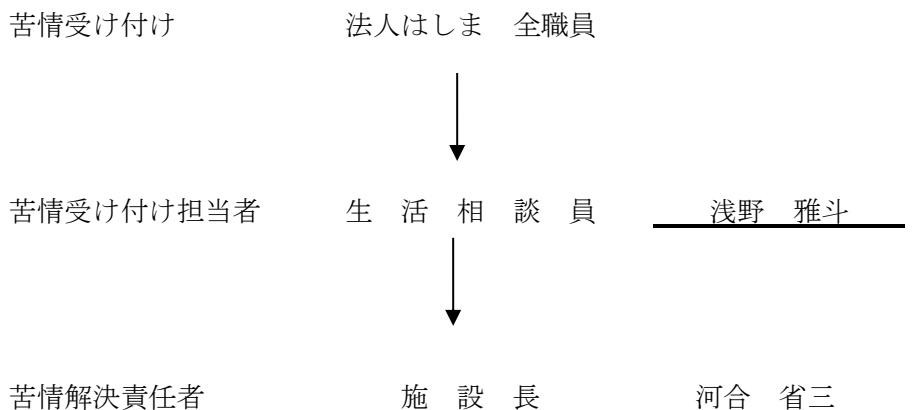 苦情受け付け　法人はしま　全職員
苦情受け付け担当者　生　活　相　談　員　浅野　雅斗
苦情解決責任者　施　設　長　河合　省三